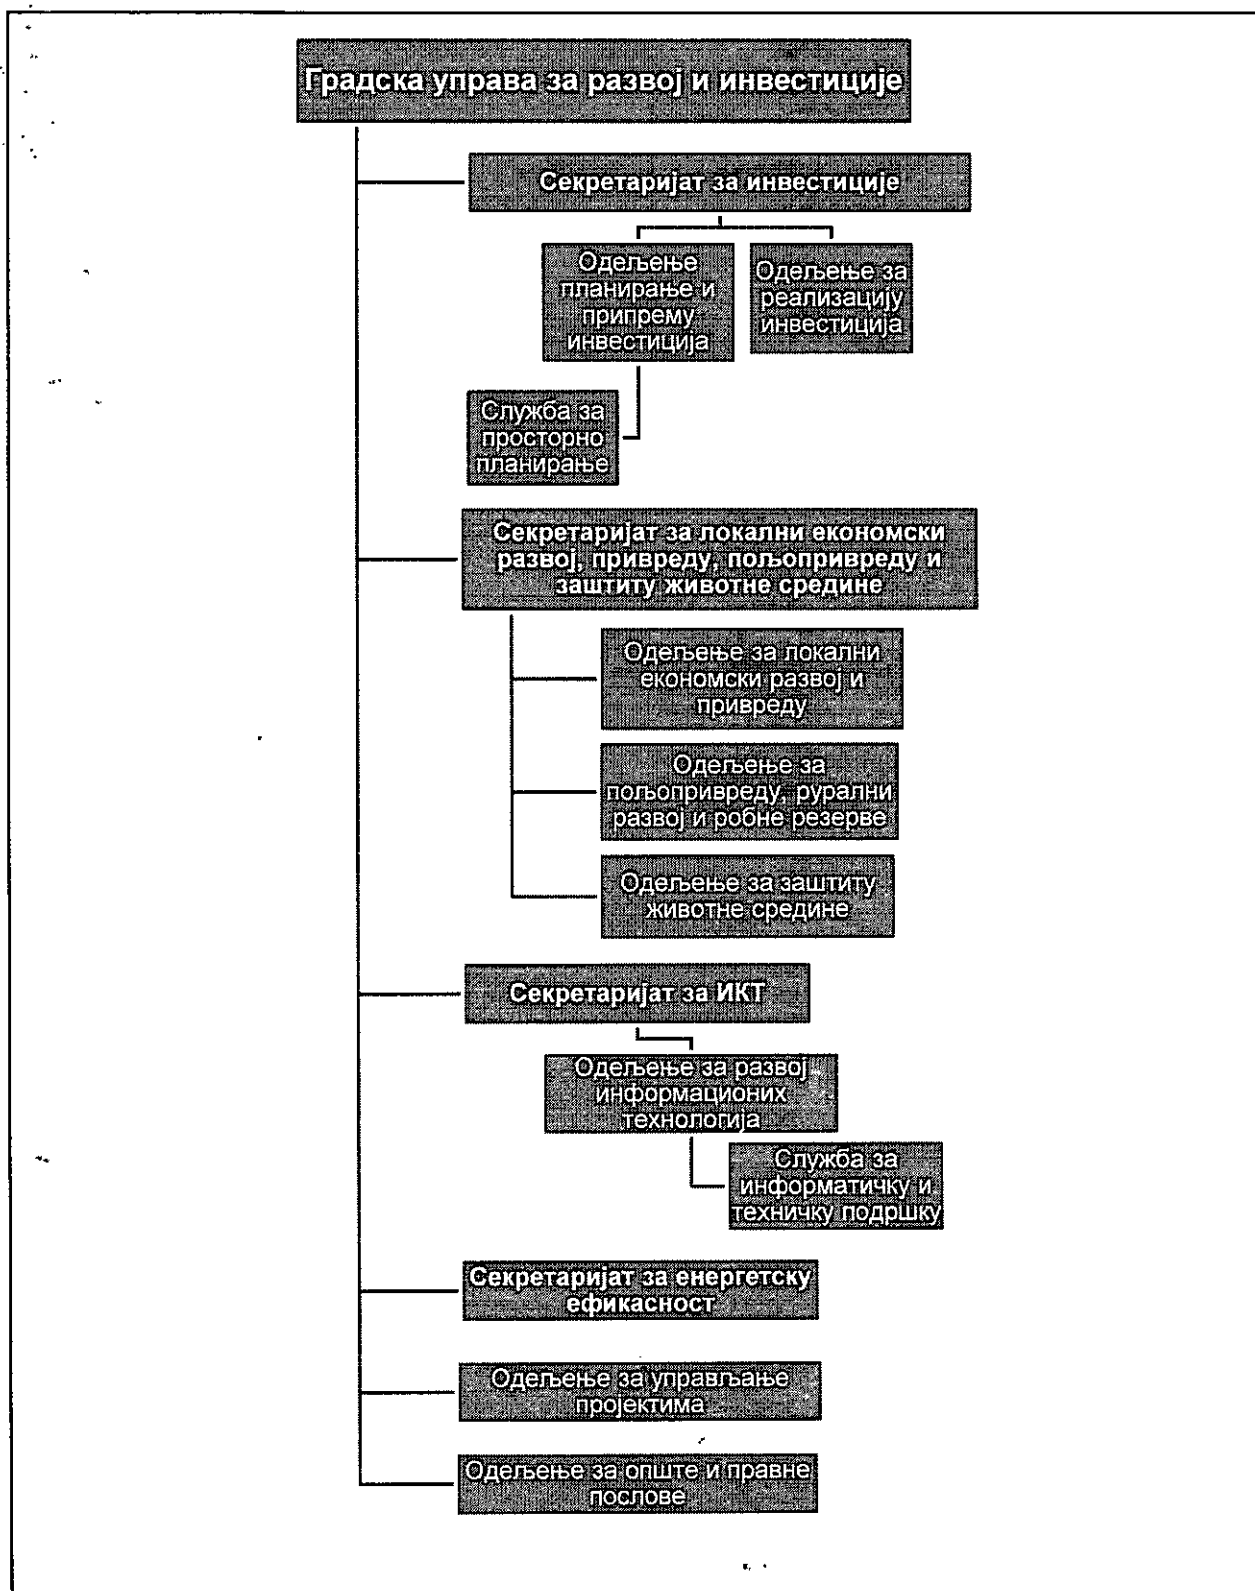 Градска управа за развој и инвестиције
Секретаријат за инвестиције
Одељење
планирање и
припрему
инвестиција
Одељење за
реализацију
инвестиција
Служба за
просторно
планирање
Секретаријат за локални економски
развој, привреду, пољопривреду и
заштиту животне средине
Одељење за локални
економски развој и
привреду
Одељење за
пољопривреду, рурални
развој и робне резерве
Одељење за заштиту
животне средине
Секретаријат за ИКТ
Одељење за развој
информационих
технологија
Служба за
информатичку и
техничку подршку
Секретаријат за енергетску
ефикасност
Одељење за управљање
пројектима
Одељење за опште и правне
послове